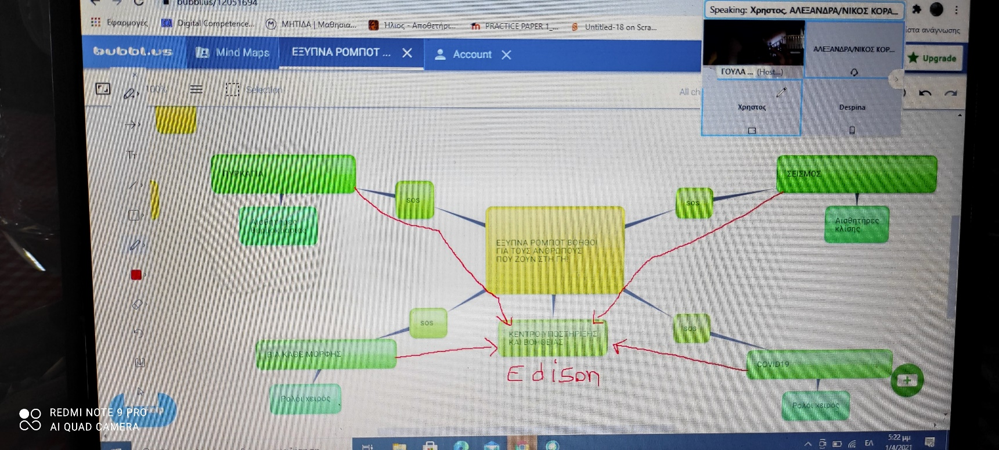 bubbl.us/12051694
Εφαρμογές
Digital Competence...
ΜΗΤΙΔΑ | Μαθησια...
Ήλιος - Αποθετήρι...
PRACTICE PAPER 1_...
Untitled-18 on Scra...
ίστα ανάγνωσης
Speaking: Χρηστος, ΑΛΕΞΑΝΔΡΑ/ΝΙΚΟΣ ΚΟΡΑ...
ΑΛΕΞΑΝΔΡΑ/ΝΙΚΟΣ ΚΟΡ...
ΓΟΥΛΑ ... (Host...)
Χρηστος
Despina
bubbl.us
Mind Maps
ΕΞΥΠΝΑ ΡΟΜΠΟΤ ...
Account
Upgrade
100%
Selection
All ch
ΠΥΡΚΑΓΙΑ
sos
Αισθητήρες
θερμοκρασίας
ΣΕΙΣΜΟΣ
sos
Αισθητήρες
κλίσης
ΕΞΥΠΝΑ ΡΟΜΠΟΤ ΒΟΗΘΟΙ
ΓΙΑ ΤΟΥΣ ΑΝΘΡΩΠΟΥΣ
ΠΟΥ ΖΟΥΝ ΣΤΗ ΓΗ
sos
ΒΙΑ ΚΑΘΕ ΜΟΡΦΗΣ
Ρολόι χειρός
ΚΕΝΤΡΟ ΥΠΟΣΤΗΡΙΞΗΣ
ΚΑΙ ΒΟΗΘΕΙΑΣ
Edison
sos
COVID19
Ρολόι χειρός
REDMI NOTE 9 PRO
AI QUAD CAMERA
ΕΛ
5:22 μμ
1/4/2021